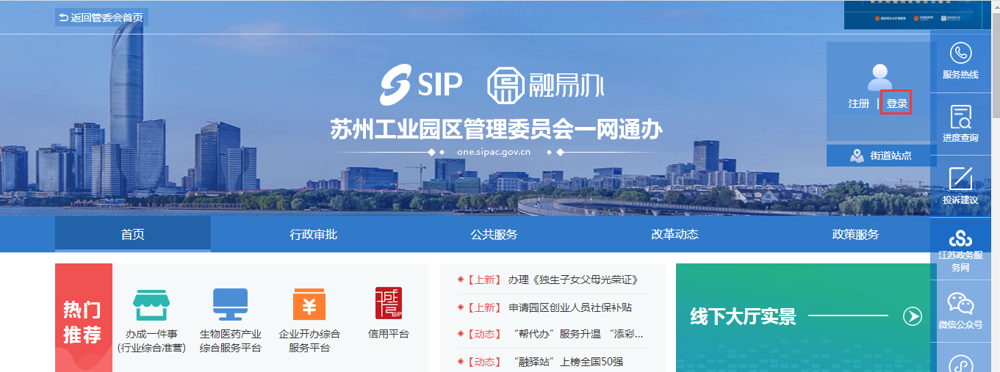 返回管委会首页
SIP 融易办
苏州工业园区管理委员会一网通办
one.sipac.gov.cn
注册 | 登录
街道站点
服务热线
进度查询
投诉建议
江苏政务服
务网
微信公众号
首页 行政审批 公共服务 改革动态 政策服务
热门
推荐
办成一件事
(行业综合准营)
生物医药产业
综合服务平台
企业开办综合
服务平台
诚信
SIP
信用平台
【上新】 办理《独生子女父母光荣证》
【上新】 申请园区创业人员社保补贴
【动态】 “帮代办”服务升温 “添彩...
【动态】 “融驿站”上榜全国50强
线下大厅实景